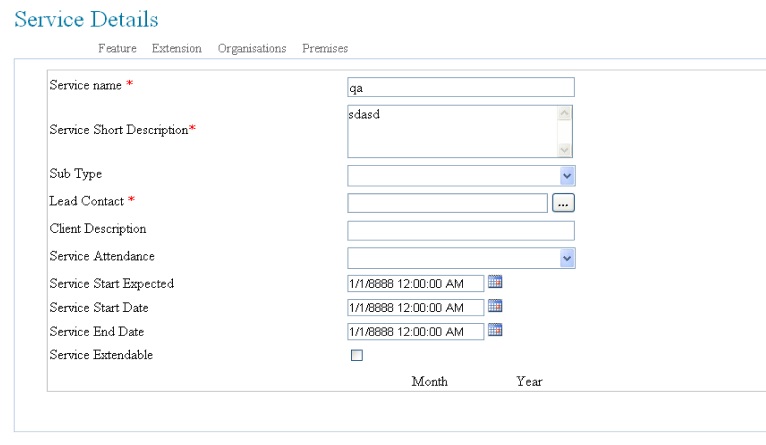 Service Details
Feature Extension Organisations Premises
Service name *
qa
Service Short Description*
sdasd
Sub Type
Lead Contact *
...
Client Description
Service Attendance
Service Start Expected
1/1/8888 12:00:00 AM
Service Start Date
1/1/8888 12:00:00 AM
Service End Date
1/1/8888 12:00:00 AM
Service Extendable
Month Year